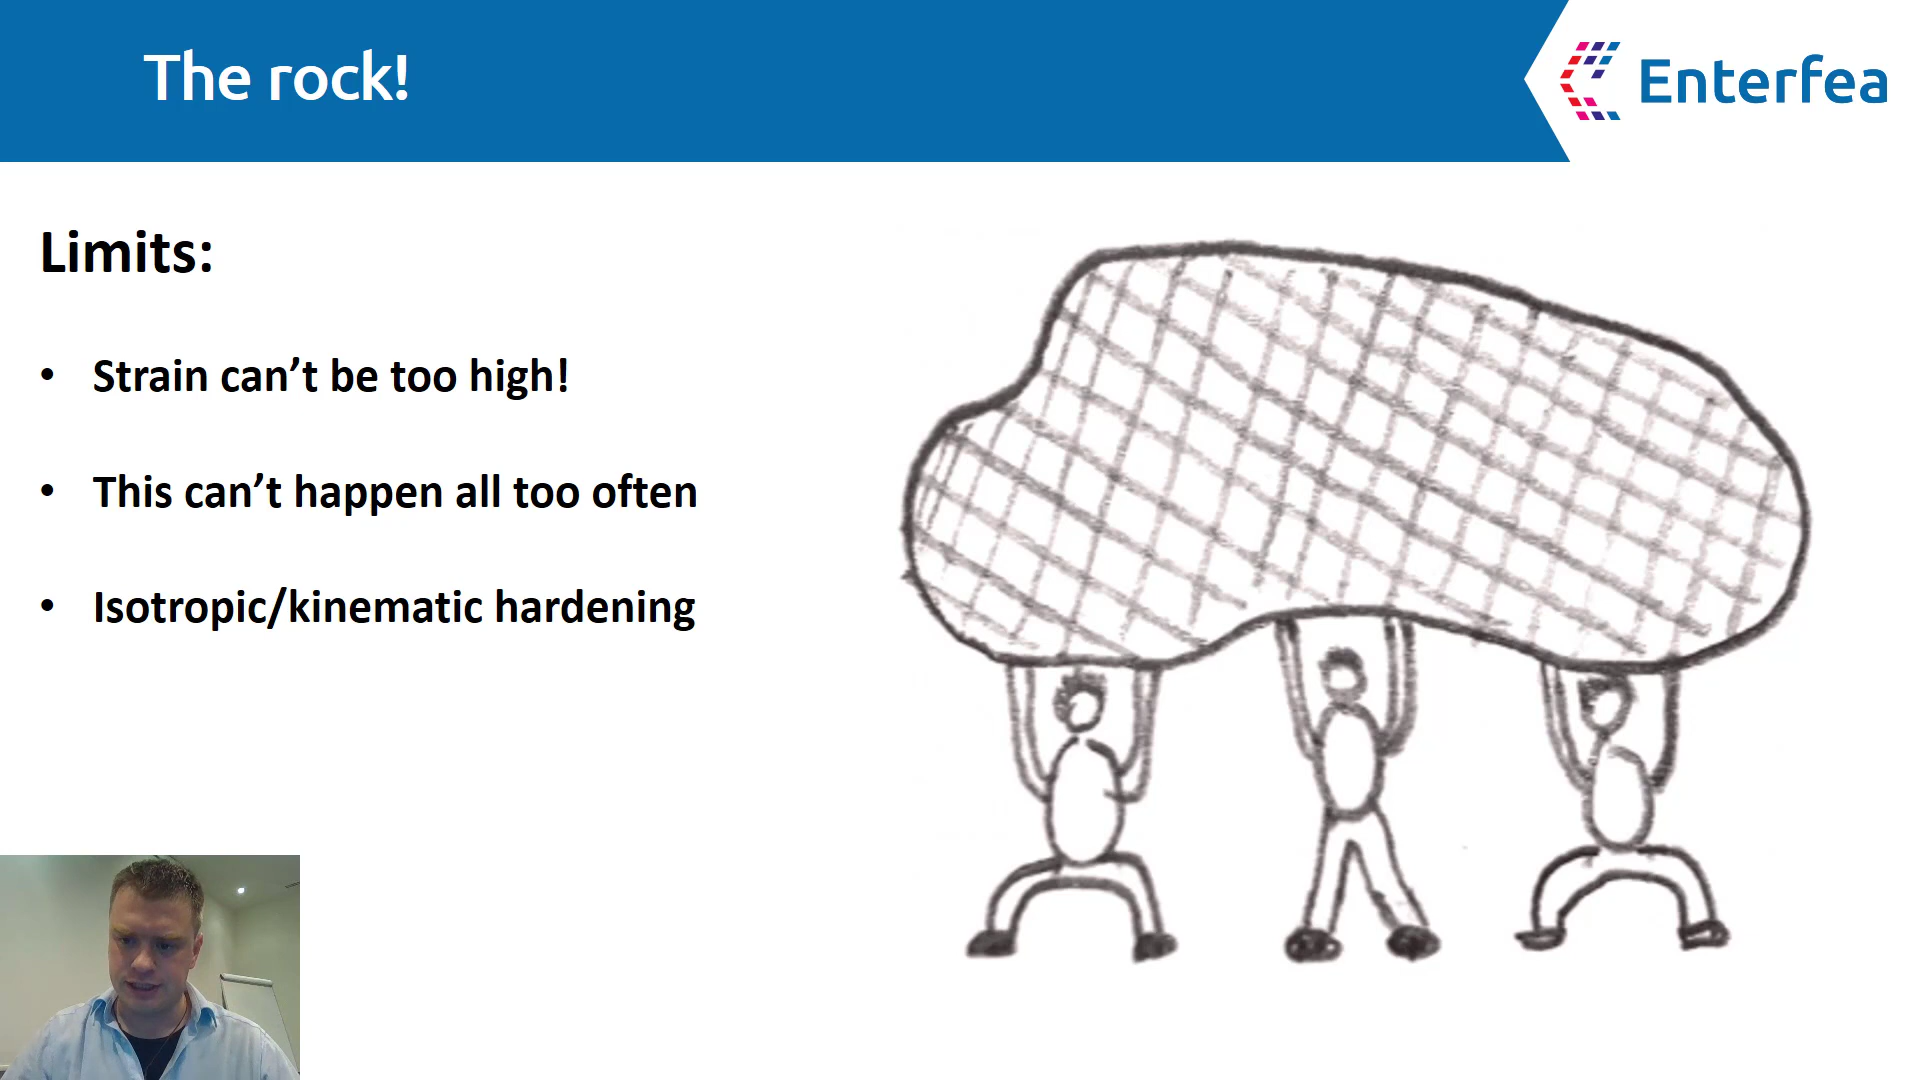 The rock!
Enterfea
Limits:
• Strain can’t be too high!
• This can’t happen all too often
• Isotropic/kinematic hardening